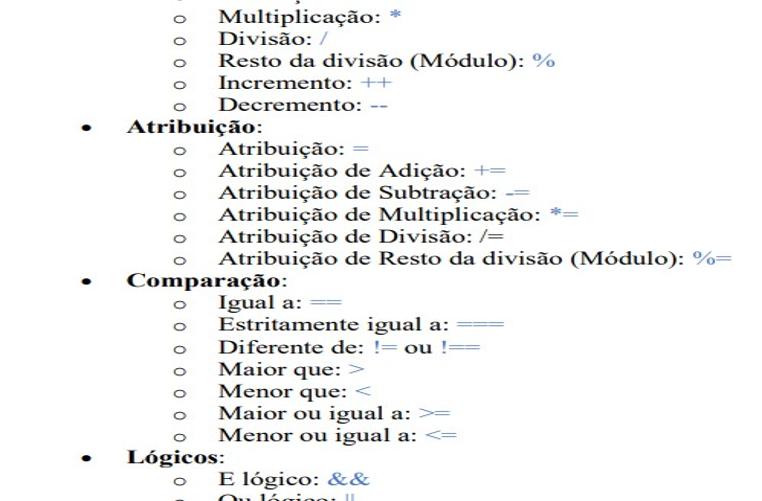 o Multiplicação: *
o Divisão: /
o Resto da divisão (Módulo): %
o Incremento: ++
o Decremento: --
• Atribuição:
o Atribuição: =
o Atribuição de Adição: +=
o Atribuição de Subtração: -=
o Atribuição de Multiplicação: *=
o Atribuição de Divisão: /=
o Atribuição de Resto da divisão (Módulo): %=
• Comparação:
o Igual a: ==
o Estritamente igual a: ===
o Diferente de: != ou !==
o Maior que: >
o Menor que: <
o Maior ou igual a: >=
o Menor ou igual a: <=
• Lógicos:
o E lógico: &&
o Ou lógico: ||